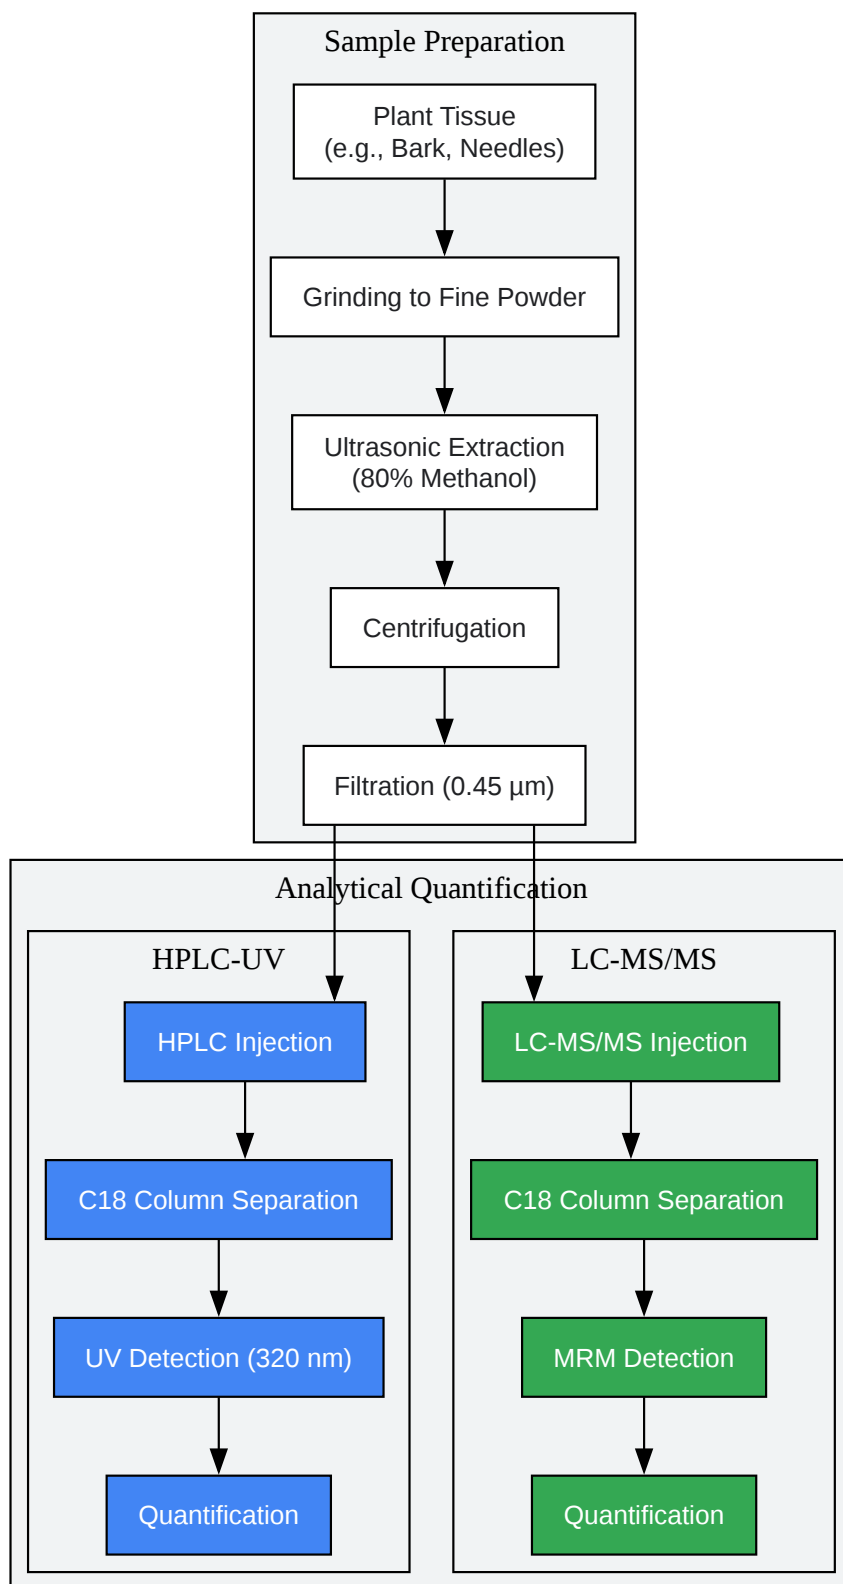 Sample Preparation
Plant Tissue
(e.g., Bark, Needles)
Grinding to Fine Powder
Ultrasonic Extraction
(80% Methanol)
Centrifugation
Filtration (0.45 µm)
Analytical Quantification
HPLC-UV
HPLC Injection
C18 Column Separation
UV Detection (320 nm)
Quantification
LC-MS/MS
LC-MS/MS Injection
C18 Column Separation
MRM Detection
Quantification